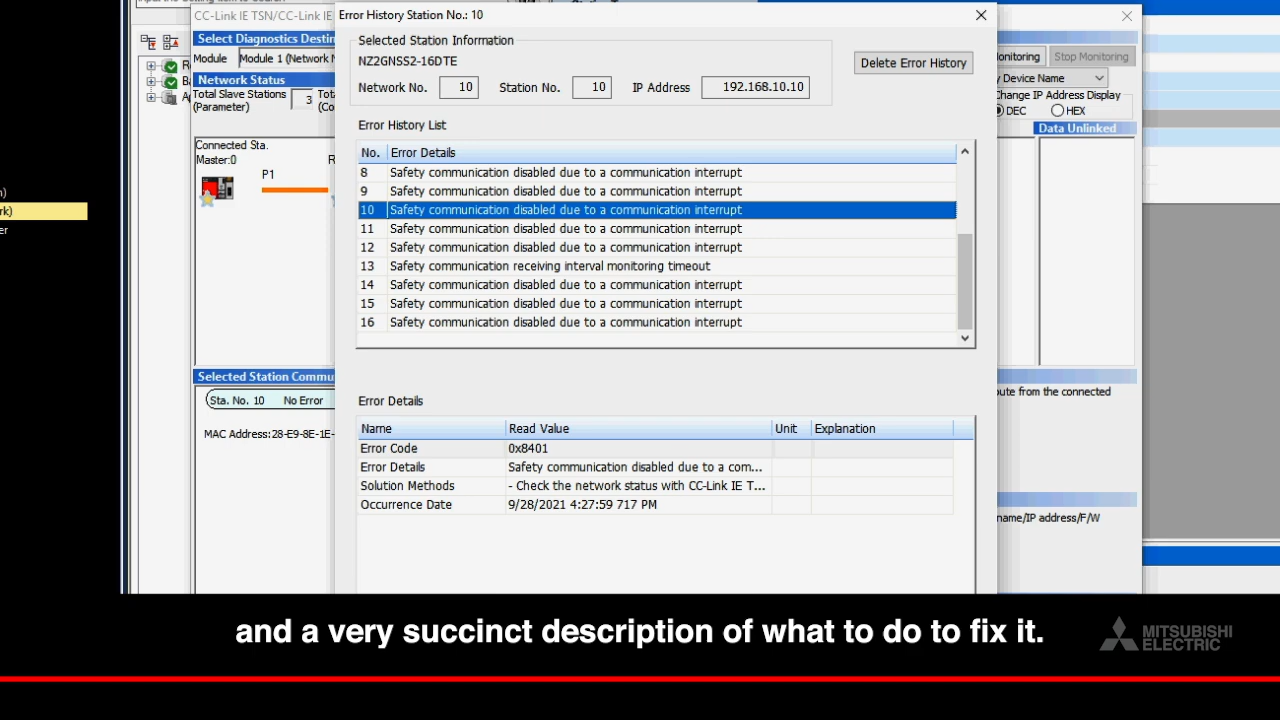 CC-Link IE TSN/CC-Link IE
Error History Station No.: 10
Select Diagnostics Destin
Selected Station Information
Module
Module 1 (Network N
NZ2GNSS2-16DTE
Delete Error History
onitoring
Stop Monitoring
Network Status
Network No.
10
Station No.
10
IP Address
192.168.10.10
y Device Name
Total Slave Stations
(Parameter)
3
Tota
(Co
hange IP Address Display
DEC
HEX
Error History List
Data Unlinked
Connected Sta.
Master:0
P1
R
No.
Error Details
8 Safety communication disabled due to a communication interrupt
9 Safety communication disabled due to a communication interrupt
10 Safety communication disabled due to a communication interrupt
11 Safety communication disabled due to a communication interrupt
12 Safety communication disabled due to a communication interrupt
13 Safety communication receiving interval monitoring timeout
14 Safety communication disabled due to a communication interrupt
15 Safety communication disabled due to a communication interrupt
16 Safety communication disabled due to a communication interrupt
n)
rk)
er
Selected Station Commu
Sta. No. 10 No Error
MAC Address:28-E9-8E-1E-
oute from the connected
name/IP address/F/W
Error Details
Name Read Value Unit Explanation
Error Code 0x8401
Error Details Safety communication disabled due to a com...
Solution Methods - Check the network status with CC-Link IE T...
Occurrence Date 9/28/2021 4:27:59 717 PM
and a very succinct description of what to do to fix it.
MITSUBISHI
ELECTRIC